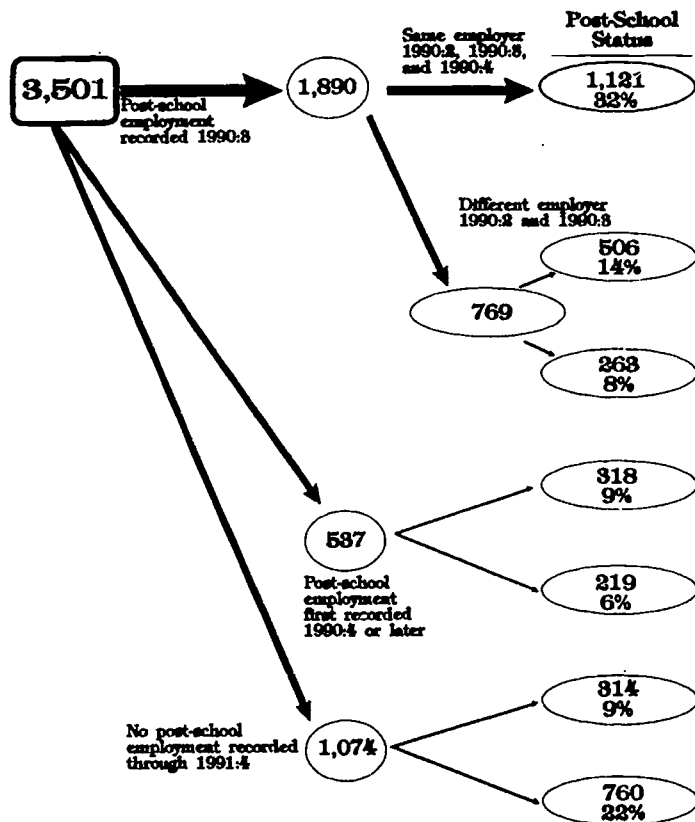 Post-School
Status
3,501
Post-school
employment
recorded 1990:3
1,890
Same employer
1990:2, 1990:3,
and 1990:4
1,121
32%
Different employer
1990:2 and 1990:3
769
506
14%
263
8%
537
Post-school
employment
first recorded
1990:4 or later
318
9%
219
6%
No post-school
employment recorded
through 1991:4
1,074
314
9%
760
22%